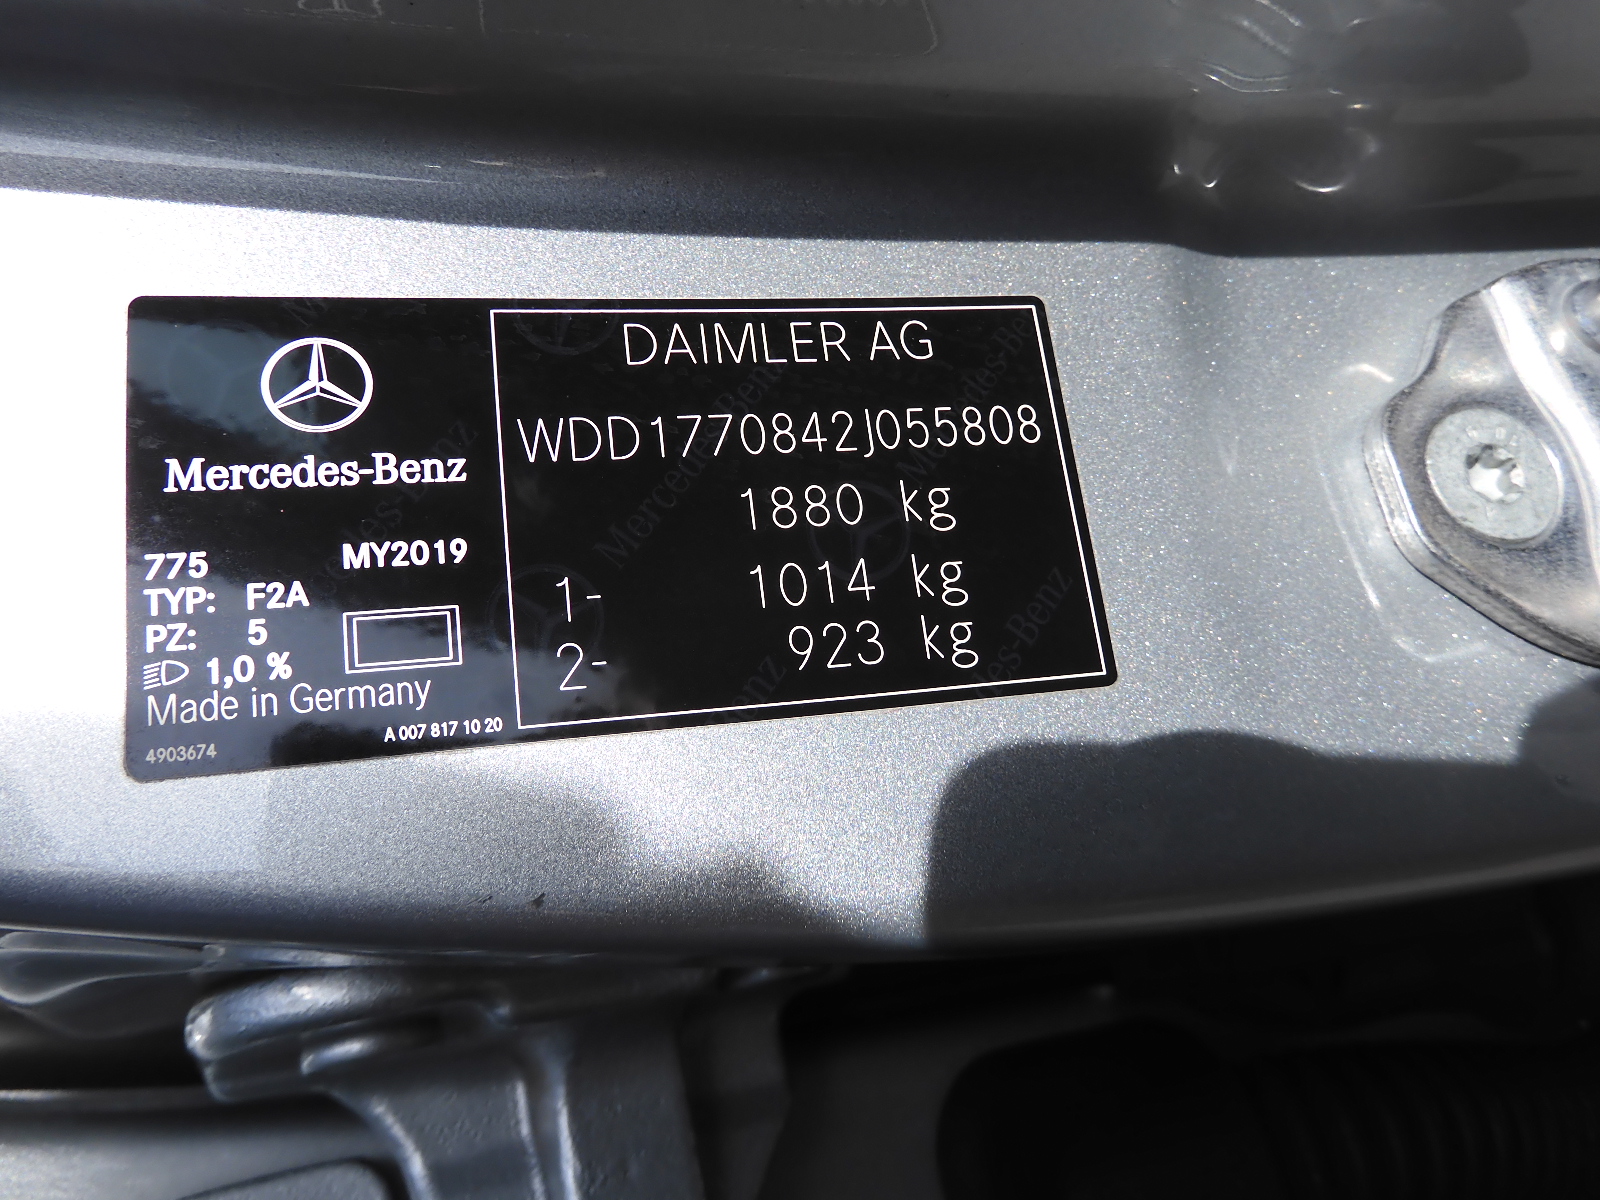 Mercedes-Benz
775 MY2019
TYP: F2A
PZ: 5
1,0 %
Made in Germany
A 007 817 10 20
4903674
DAIMLER AG
WDD1770842J055808
1880 kg
1- 1014 kg
2- 923 kg